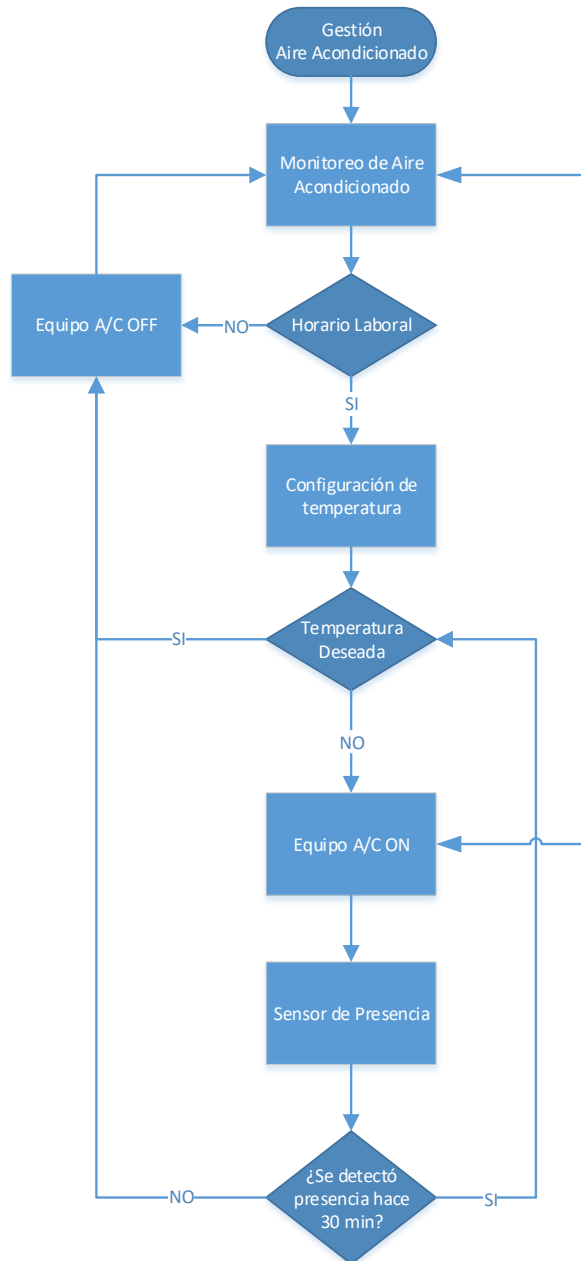 Gestión
Aire Acondicionado
Monitoreo de Aire
Acondicionado
Equipo A/C OFF
NO
Horario Laboral
SI
Configuración de
temperatura
SI
Temperatura
Deseada
NO
Equipo A/C ON
Sensor de Presencia
NO
¿Se detectó
presencia hace
30 min?
SI